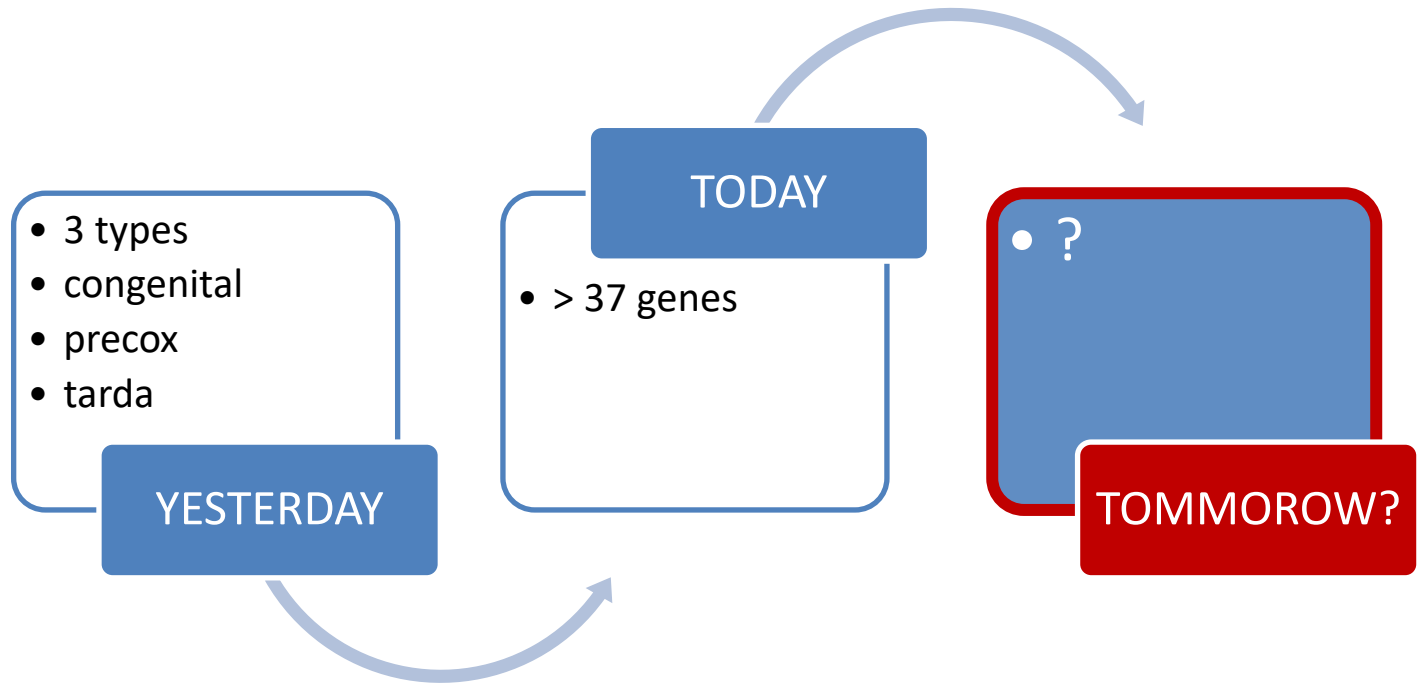 • 3 types
• congenital
• precox
• tarda
YESTERDAY
TODAY
• > 37 genes
• ?
TOMMOROW?